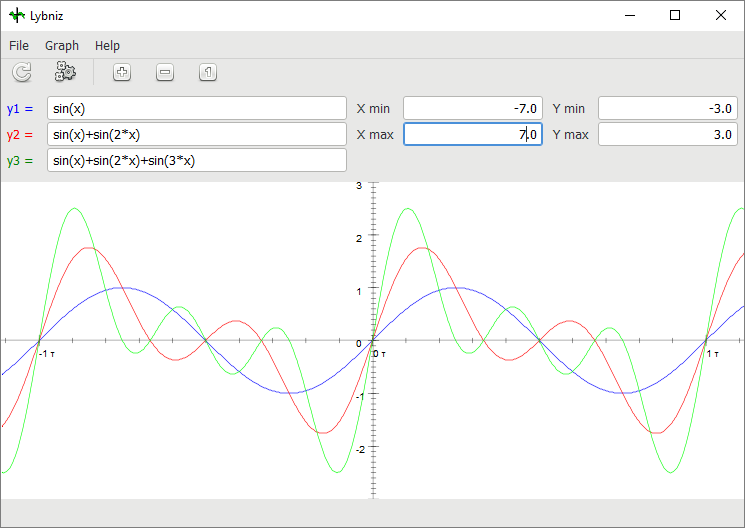 Lybniz
File Graph Help
1
y1 = sin(x) X min -7.0 Y min -3.0
y2 = sin(x)+sin(2*x) X max 7.0 Y max 3.0
y3 = sin(x)+sin(2*x)+sin(3*x)
3
2
1
0
-1 τ 0 τ 1 τ
-1
-2